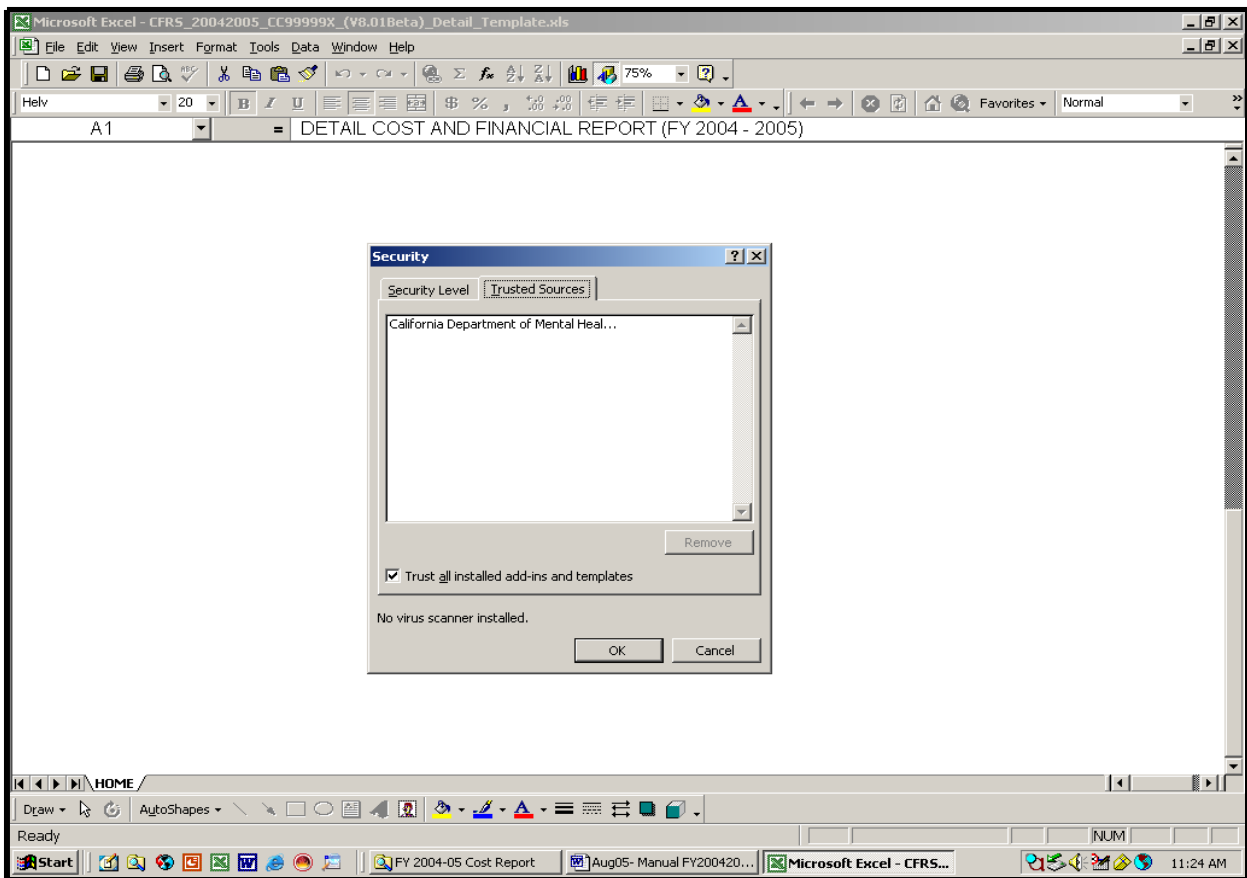 Microsoft Excel - CFRS_20042005_CC99999X_(V8.01Beta)_Detail_Template.xls
File Edit View Insert Format Tools Data Window Help
75%
Helv 20 B I U $ % , Favorites Normal
A1 = DETAIL COST AND FINANCIAL REPORT (FY 2004 - 2005)
Security
Security Level Trusted Sources
California Department of Mental Heal...
Remove
Trust all installed add-ins and templates
No virus scanner installed.
OK Cancel
HOME
Draw AutoShapes
Ready NUM
Start FY 2004-05 Cost Report Aug05- Manual FY200420... Microsoft Excel - CFRS... 11:24 AM